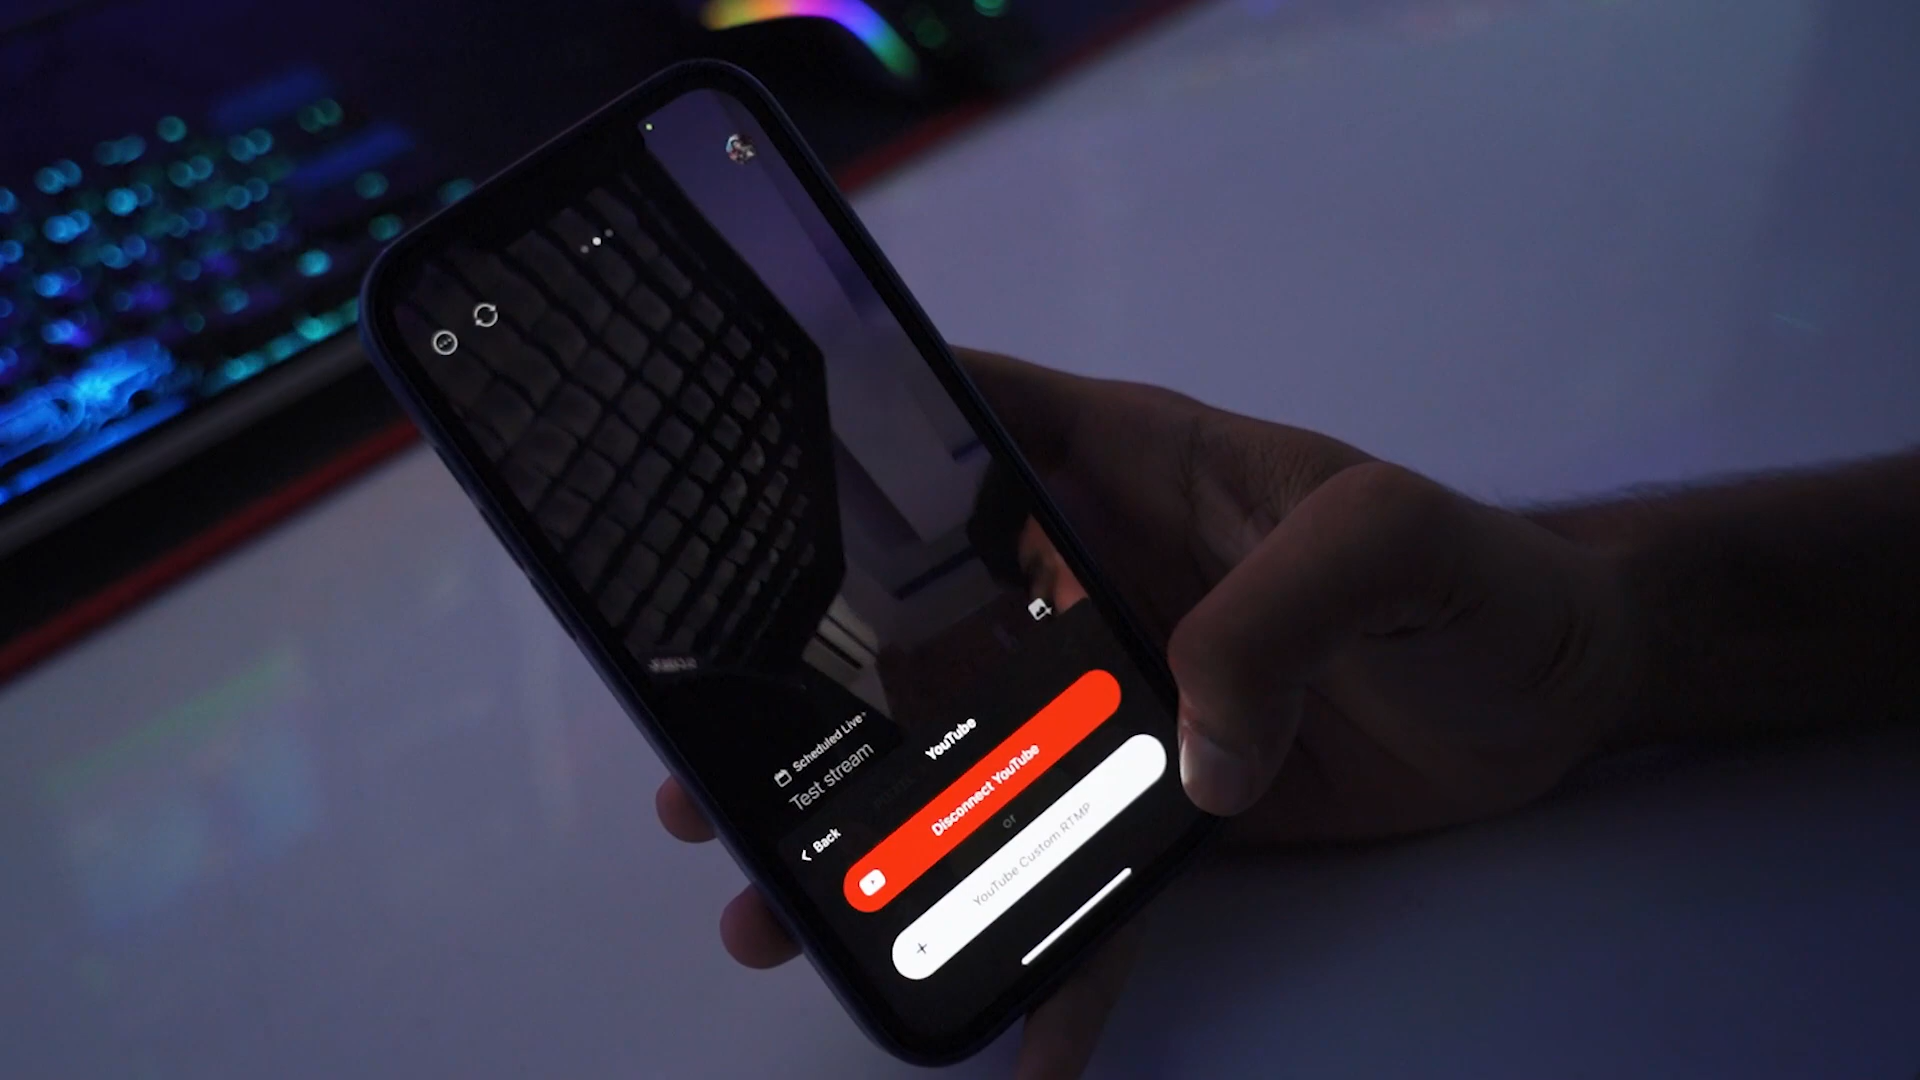 Scheduled Live
Test stream
YouTube
Back
Disconnect YouTube
or
YouTube Custom RTMP
+